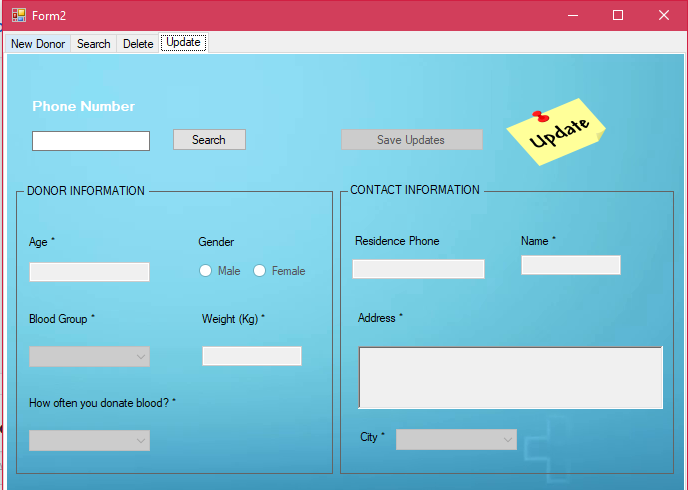 Form2
New Donor Search Delete Update
Phone Number
Search Save Updates Update
DONOR INFORMATION
Age * Gender
Male Female
Blood Group * Weight (Kg) *
How often you donate blood? *
CONTACT INFORMATION
Residence Phone Name *
Address *
City *